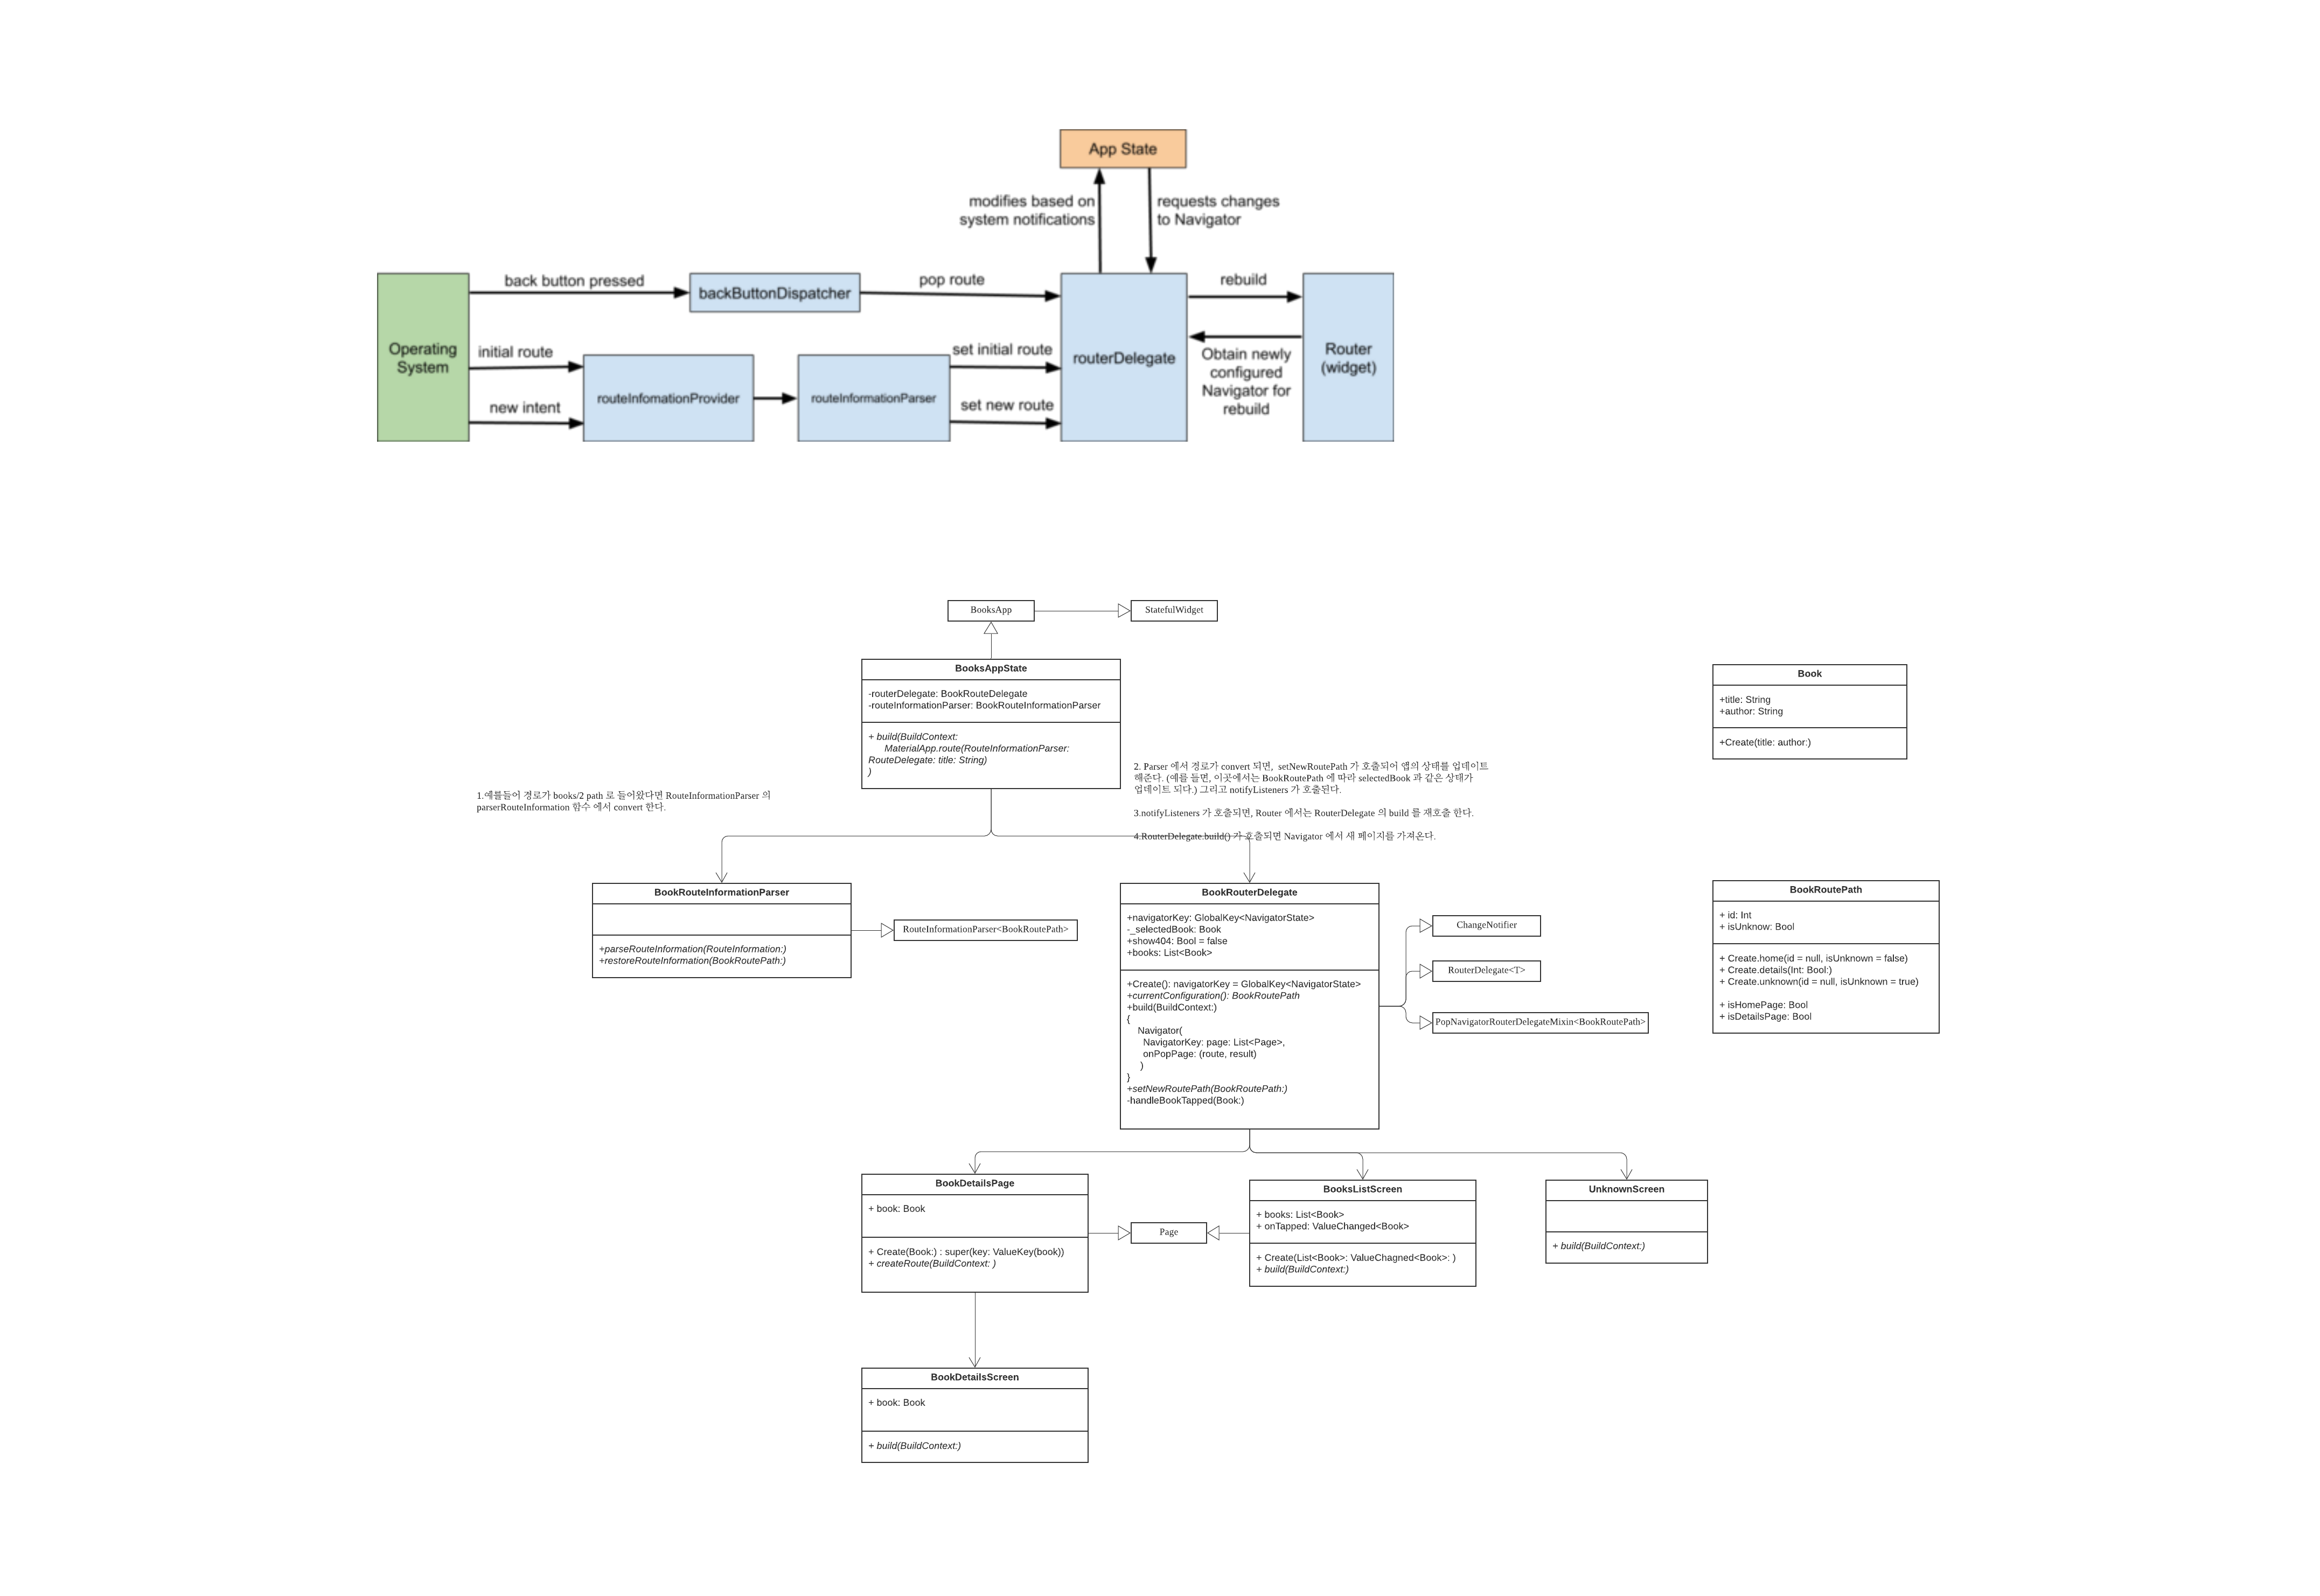 App State
modifies based on
system notifications
requests changes
to Navigator
Operating
System
back button pressed
backButtonDispatcher
pop route
initial route
new intent
routeInfomationProvider
routeInformationParser
set initial route
set new route
routerDelegate
rebuild
Obtain newly
configured
Navigator for
rebuild
Router
(widget)
BooksApp
StatefulWidget
BooksAppState
-routerDelegate: BookRouteDelegate
-routeInformationParser: BookRouteInformationParser
+ build(BuildContext:
MaterialApp.route(RouteInformationParser:
RouteDelegate: title: String)
)
Book
+title: String
+author: String
+Create(title: author:)
1.예를들어 경로가 books/2 path 로 들어왔다면 RouteInformationParser 의
parserRouteInformation 함수 에서 convert 한다.
2. Parser 에서 경로가 convert 되면,  setNewRoutePath 가 호출되어 앱의 상태를 업데이트
해준다. (예를 들면, 이곳에서는 BookRoutePath 에 따라 selectedBook 과 같은 상태가
업데이트 되다.) 그리고 notifyListeners 가 호출된다.
3.notifyListeners 가 호출되면, Router 에서는 RouterDelegate 의 build 를 재호출 한다.
4.RouterDelegate.build() 가 호출되면 Navigator 에서 새 페이지를 가져온다.
BookRouteInformationParser
+parseRouteInformation(RouteInformation:)
+restoreRouteInformation(BookRoutePath:)
RouteInformationParser<BookRoutePath>
BookRouterDelegate
+navigatorKey: GlobalKey<NavigatorState>
-_selectedBook: Book
+show404: Bool = false
+books: List<Book>
+Create(): navigatorKey = GlobalKey<NavigatorState>
+currentConfiguration(): BookRoutePath
+build(BuildContext:)
{
Navigator(
NavigatorKey: page: List<Page>,
onPopPage: (route, result)
)
}
+setNewRoutePath(BookRoutePath:)
-handleBookTapped(Book:)
ChangeNotifier
RouterDelegate<T>
PopNavigatorRouterDelegateMixin<BookRoutePath>
BookRoutePath
+ id: Int
+ isUnknow: Bool
+ Create.home(id = null, isUnknown = false)
+ Create.details(Int: Bool:)
+ Create.unknown(id = null, isUnknown = true)
+ isHomePage: Bool
+ isDetailsPage: Bool
BookDetailsPage
+ book: Book
+ Create(Book:) : super(key: ValueKey(book))
+ createRoute(BuildContext: )
Page
BooksListScreen
+ books: List<Book>
+ onTapped: ValueChanged<Book>
+ Create(List<Book>: ValueChagned<Book>: )
+ build(BuildContext:)
UnknownScreen
+ build(BuildContext:)
BookDetailsScreen
+ book: Book
+ build(BuildContext:)